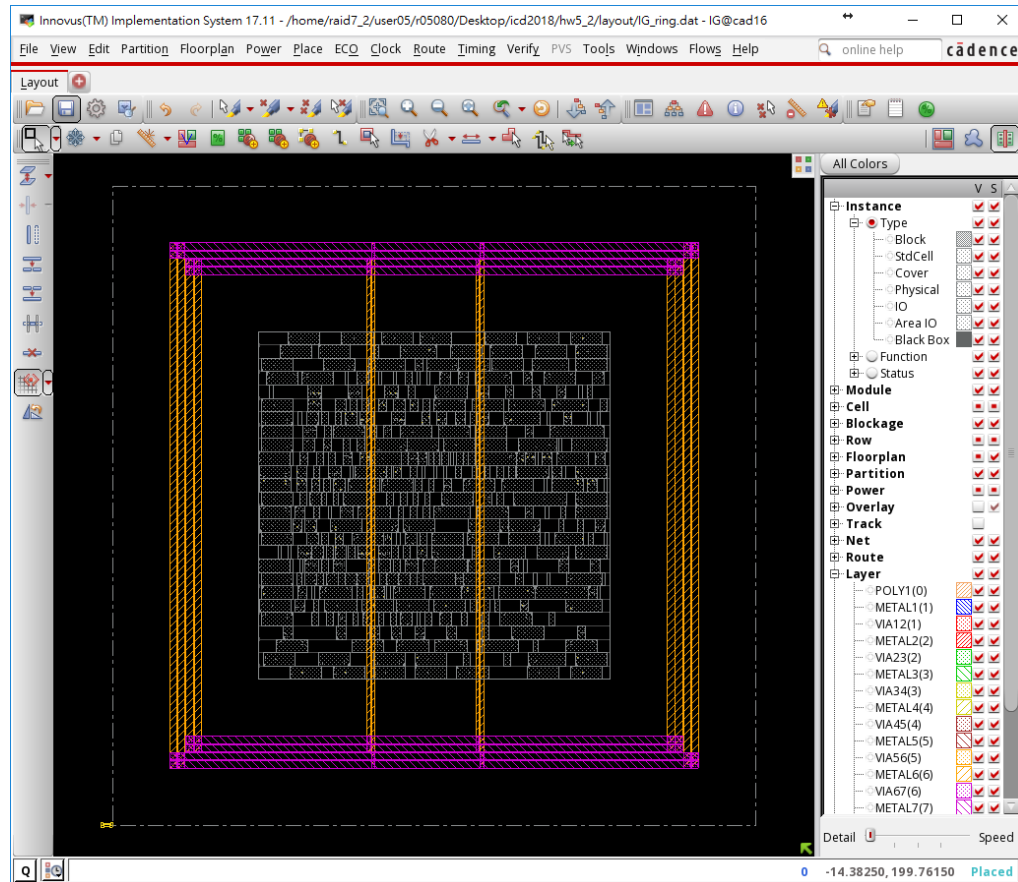 Innovus(TM) Implementation System 17.11 - /home/raid7_2/user05/r05080/Desktop/icd2018/hw5_2/layout/IG_ring.dat - IG@cad16
File View Edit Partition Floorplan Power Place ECO Clock Route Timing Verify PVS Tools Windows Flows Help online help cādence
Layout
All Colors
V S
Instance
Type
Block
StdCell
Cover
Physical
IO
Area IO
Black Box
Function
Status
Module
Cell
Blockage
Row
Floorplan
Partition
Power
Overlay
Track
Net
Route
Layer
POLY1(0)
METAL1(1)
VIA12(1)
METAL2(2)
VIA23(2)
METAL3(3)
VIA34(3)
METAL4(4)
VIA45(4)
METAL5(5)
VIA56(5)
METAL6(6)
VIA67(6)
METAL7(7)
Detail Speed
Q 0 -14.38250, 199.76150 Placed